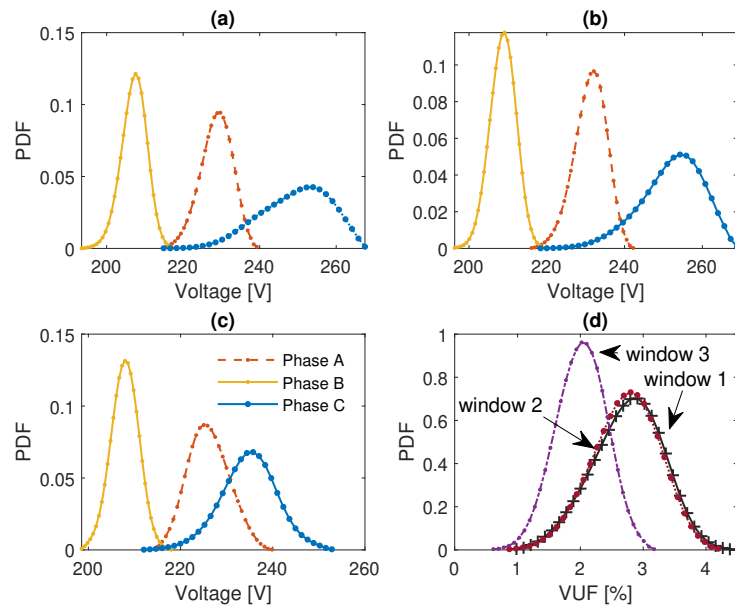 (a)
PDF
0.15
0.1
0.05
0
200
220
240
260
Voltage [V]
(b)
PDF
0.1
0.08
0.06
0.04
0.02
0
200
220
240
260
Voltage [V]
(c)
PDF
0.15
0.1
0.05
0
Phase A
Phase B
Phase C
200
220
240
260
Voltage [V]
(d)
PDF
1
0.8
0.6
0.4
0.2
0
window 3
window 1
window 2
0
1
2
3
4
VUF [%]